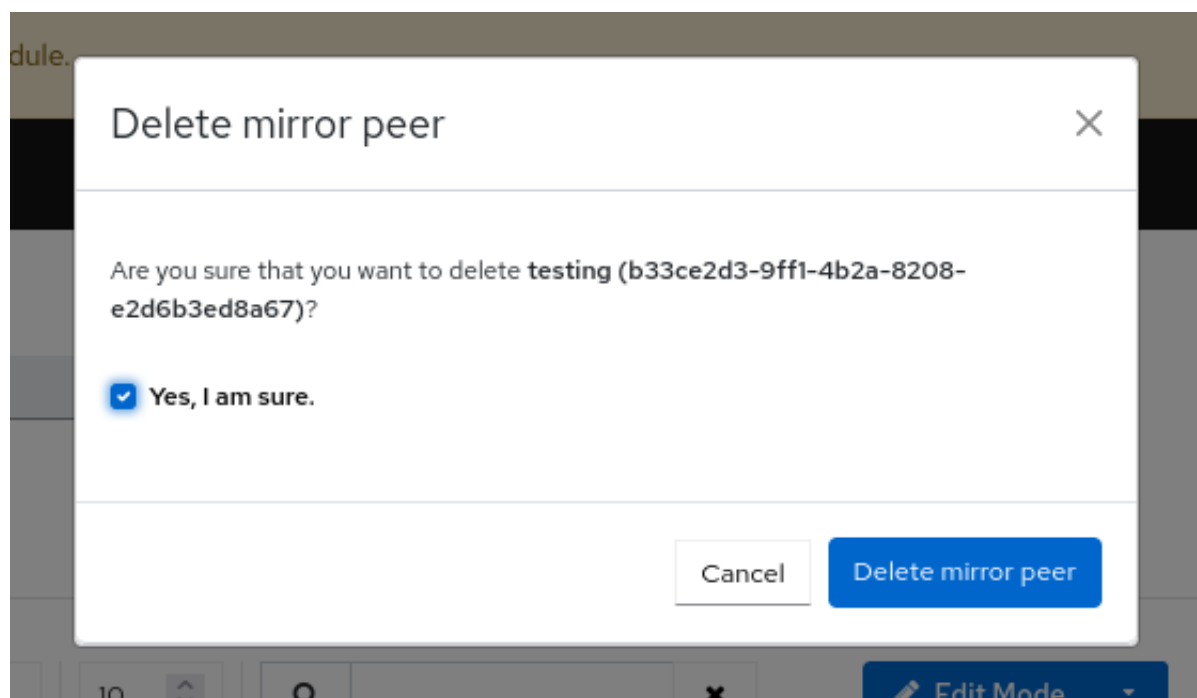 dule.
Delete mirror peer
Are you sure that you want to delete testing (b33ce2d3-9ff1-4b2a-8208-
e2d6b3ed8a67)?
Yes, I am sure.
Cancel
Delete mirror peer
10
Edit Mode